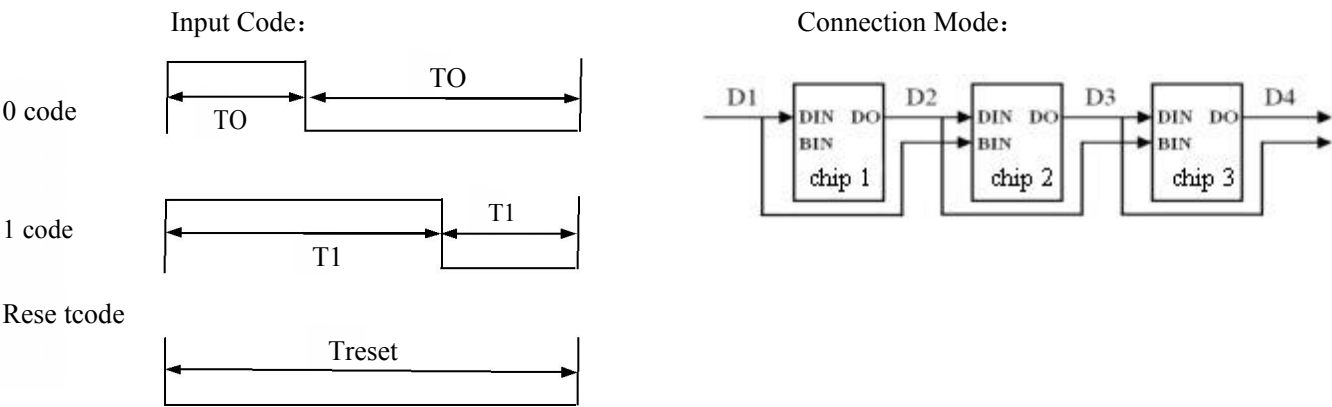 Input Code：
0 code
TO
TO
1 code
T1
T1
Rese tcode
Treset
Connection Mode：
D1
D2
D3
D4
DIN DO
BIN
chip 1
DIN DO
BIN
chip 2
DIN DO
BIN
chip 3